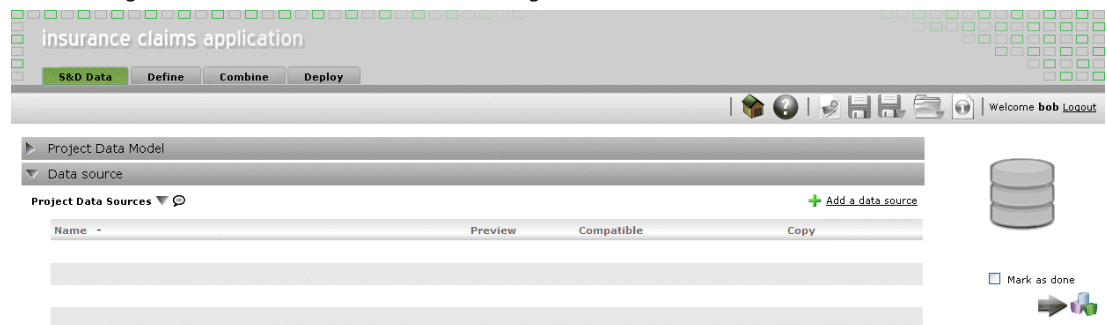 insurance claims application
S&D Data Define Combine Deploy
Welcome bob Logout
Project Data Model
Data source
Project Data Sources Add a data source
Name - Preview Compatible Copy
Mark as done